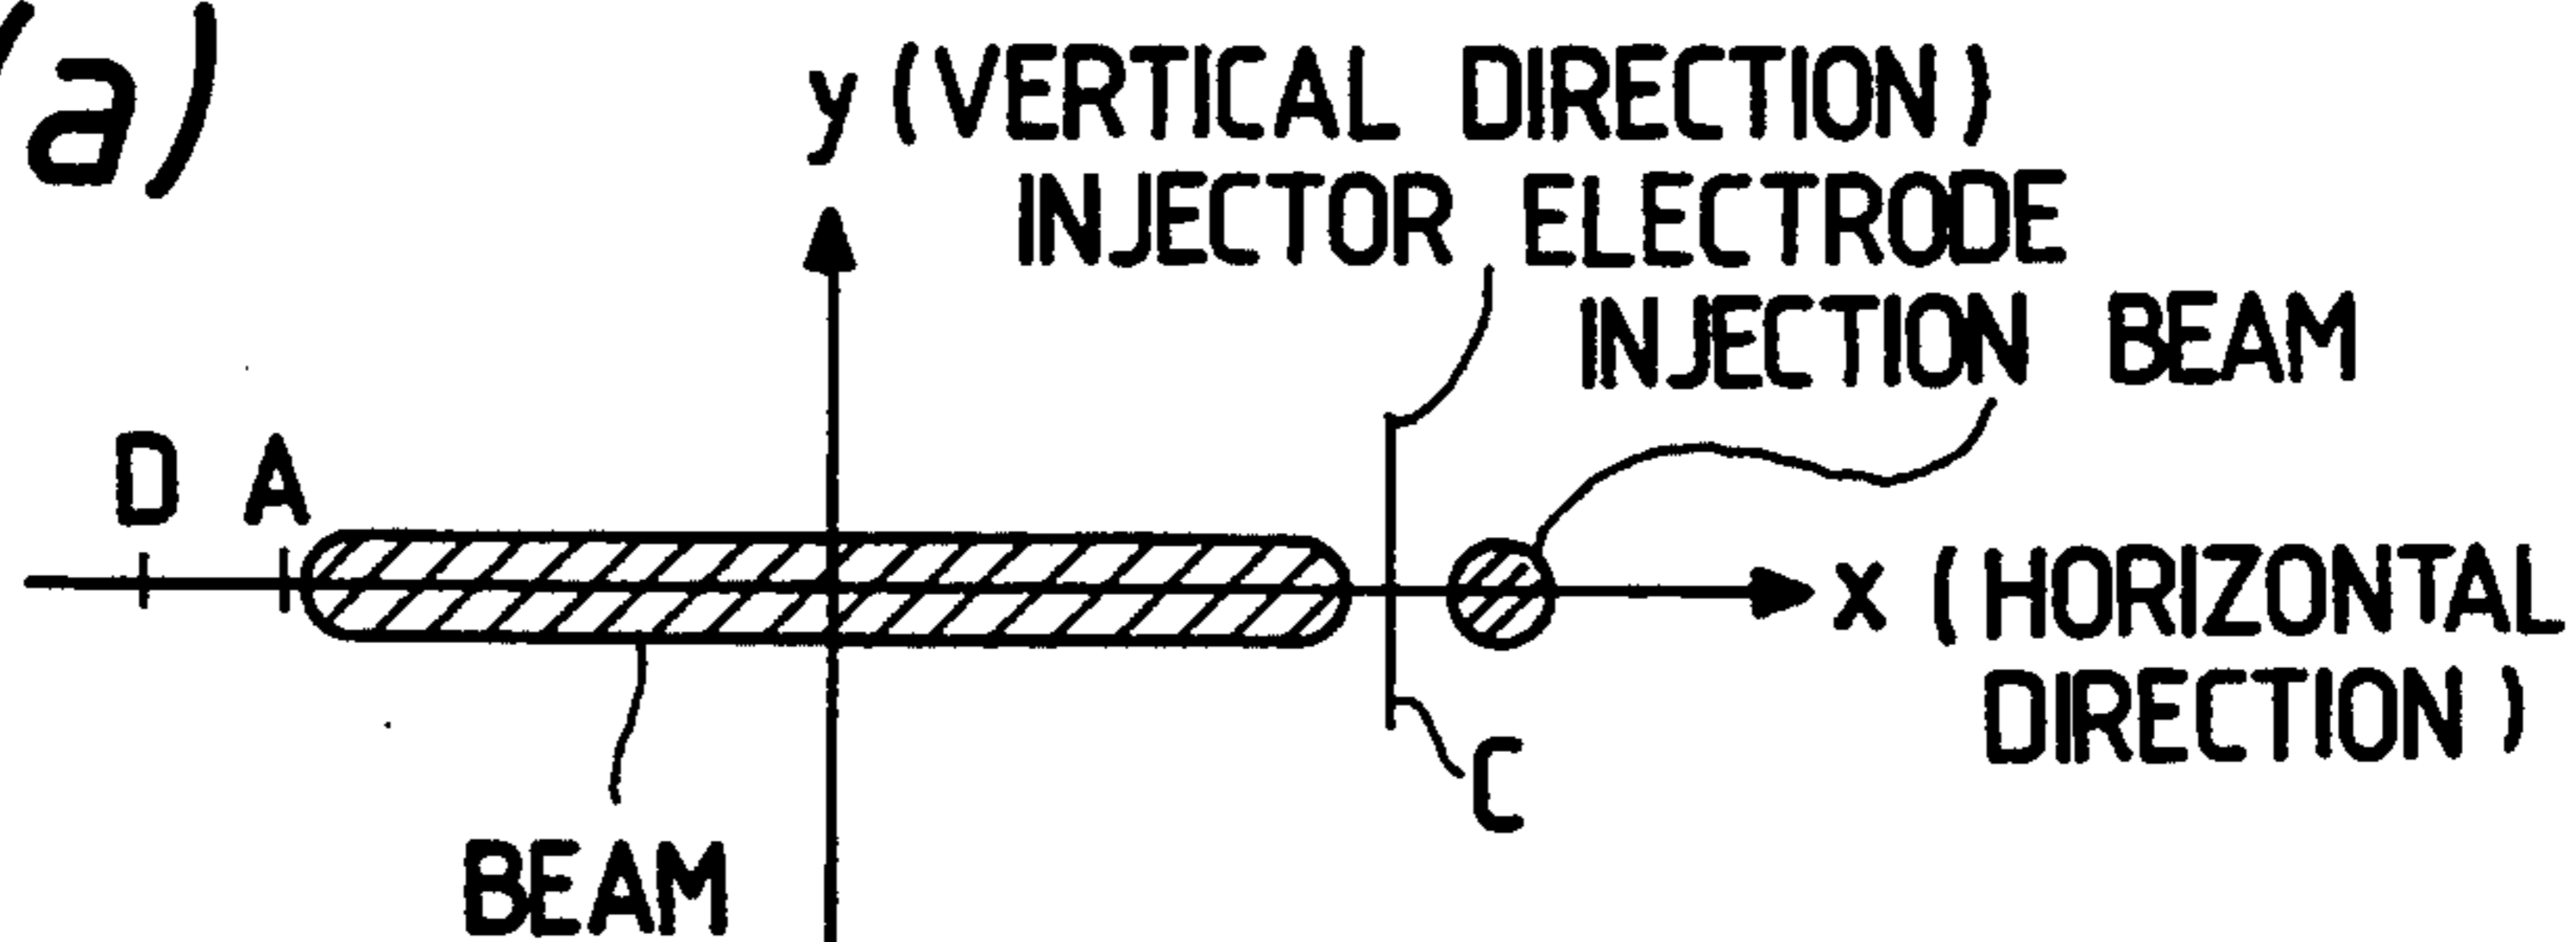 (a)
y (VERTICAL DIRECTION)
INJECTOR ELECTRODE
INJECTION BEAM
D A
x (HORIZONTAL
DIRECTION)
C
BEAM